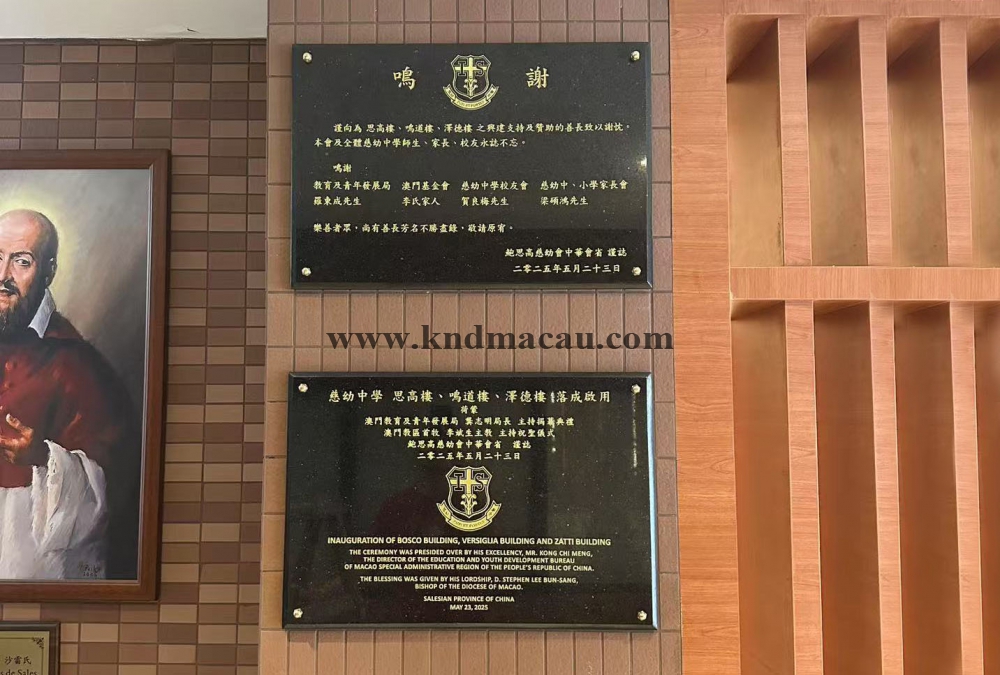 鳴 謝
謹向為 思高樓、鳴道樓、澤德樓 之興建支持及贊助的善長致以謝忱,
本會及全體慈幼中學師生、家長、校友永誌不忘。
鳴謝
教育及青年發展局 澳門基金會 慈幼中學校友會 慈幼中、小學家長會
羅東成先生 李氏家人 賀良梅先生 梁碩鴻先生
樂善者眾,尚有善長芳名不勝盡錄,敬請原宥。
鮑思高慈幼會中華會省 謹誌
二零二五年五月二十三日
www.kndmacau.com
慈幼中學 思高樓、鳴道樓、澤德樓 落成啟用
荷蒙
澳門教育及青年發展局 龔志明局長 主持揭幕典禮
澳門教區首牧 李斌生主教 主持祝聖儀式
鮑思高慈幼會中華會省 謹誌
二零二五年五月二十三日
INAUGURATION OF BOSCO BUILDING, VERSIGLIA BUILDING AND ZATTI BUILDING
THE CEREMONY WAS PRESIDED OVER BY HIS EXCELLENCY, MR. KONG CHI MENG,
THE DIRECTOR OF THE EDUCATION AND YOUTH DEVELOPMENT BUREAU
OF MACAO SPECIAL ADMINISTRATIVE REGION OF THE PEOPLE'S REPUBLIC OF CHINA.
THE BLESSING WAS GIVEN BY HIS LORDSHIP, D. STEPHEN LEE BUN-SANG,
BISHOP OF THE DIOCESE OF MACAO.
SALESIAN PROVINCE OF CHINA
MAY 23, 2025
沙雷氏
de Sales